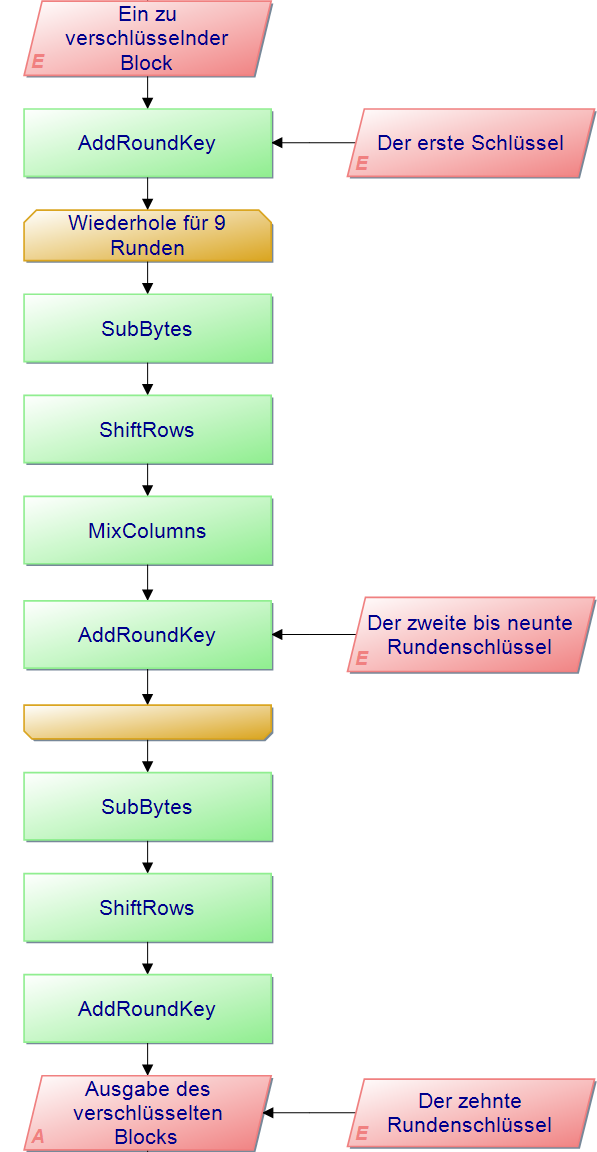 Ein zu
verschlüsselnder
Block
E
AddRoundKey
Der erste Schlüssel
E
Wiederhole für 9
Runden
SubBytes
ShiftRows
MixColumns
AddRoundKey
Der zweite bis neunte
Rundenschlüssel
E
SubBytes
ShiftRows
AddRoundKey
Ausgabe des
verschlüsselten
Blocks
A
Der zehnte
Rundenschlüssel
E